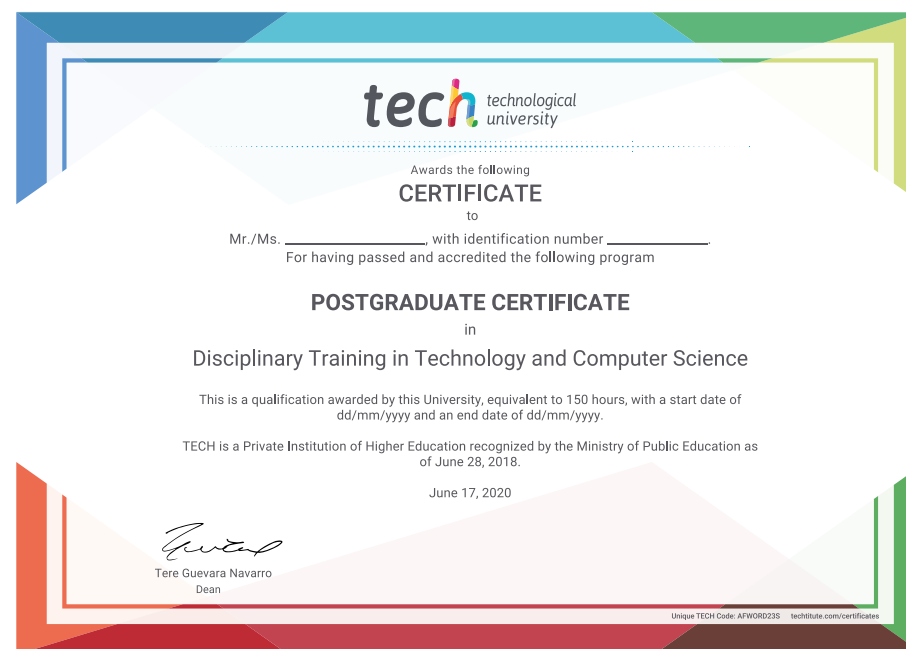 tech technological
university
Awards the following
CERTIFICATE
to
Mr./Ms. ____________________, with identification number ______________.
For having passed and accredited the following program
POSTGRADUATE CERTIFICATE
in
Disciplinary Training in Technology and Computer Science
This is a qualification awarded by this University, equivalent to 150 hours, with a start date of
dd/mm/yyyy and an end date of dd/mm/yyyy.
TECH is a Private Institution of Higher Education recognized by the Ministry of Public Education as
of June 28, 2018.
June 17, 2020
Tere Guevara Navarro
Dean
Unique TECH Code: AFWORD23S techtitute.com/certificates